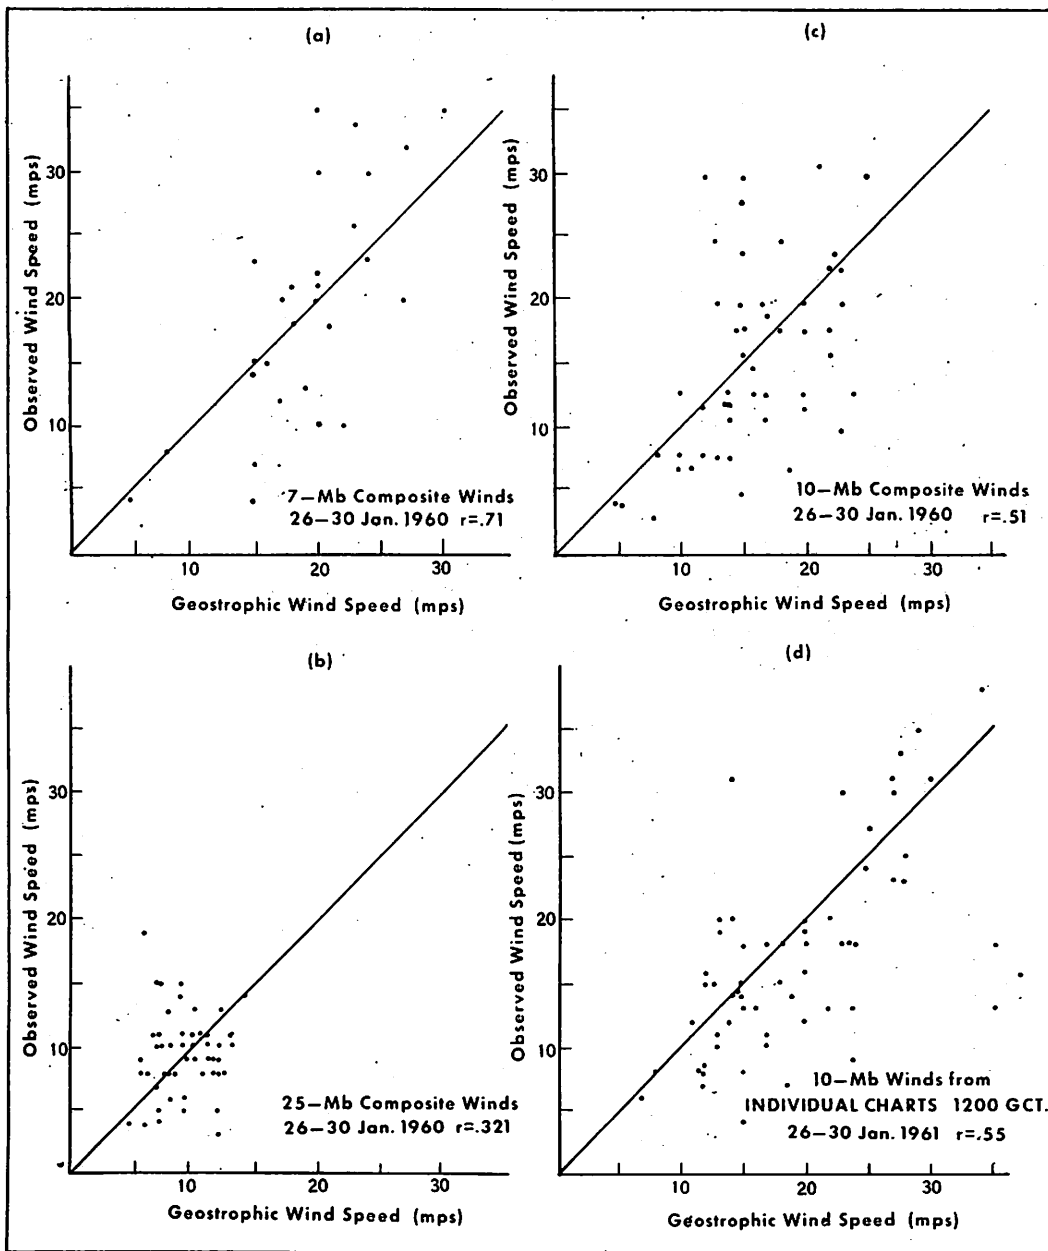 (a)
Observed Wind Speed (mps)
30
20
10
10
20
30
7-Mb Composite Winds
26-30 Jan. 1960 r=.71
Geostrophic Wind Speed (mps)
(c)
Observed Wind Speed (mps)
30
20
10
10
20
30
10-Mb Composite Winds
26-30 Jan. 1960 r=.51
Geostrophic Wind Speed (mps)
(b)
Observed Wind Speed (mps)
30
20
10
10
20
30
25-Mb Composite Winds
26-30 Jan. 1960 r=.321
Geostrophic Wind Speed (mps)
(d)
Observed Wind Speed (mps)
30
20
10
10
20
30
10-Mb Winds from
INDIVIDUAL CHARTS 1200 GCT.
26-30 Jan. 1961 r=.55
Geostrophic Wind Speed (mps)